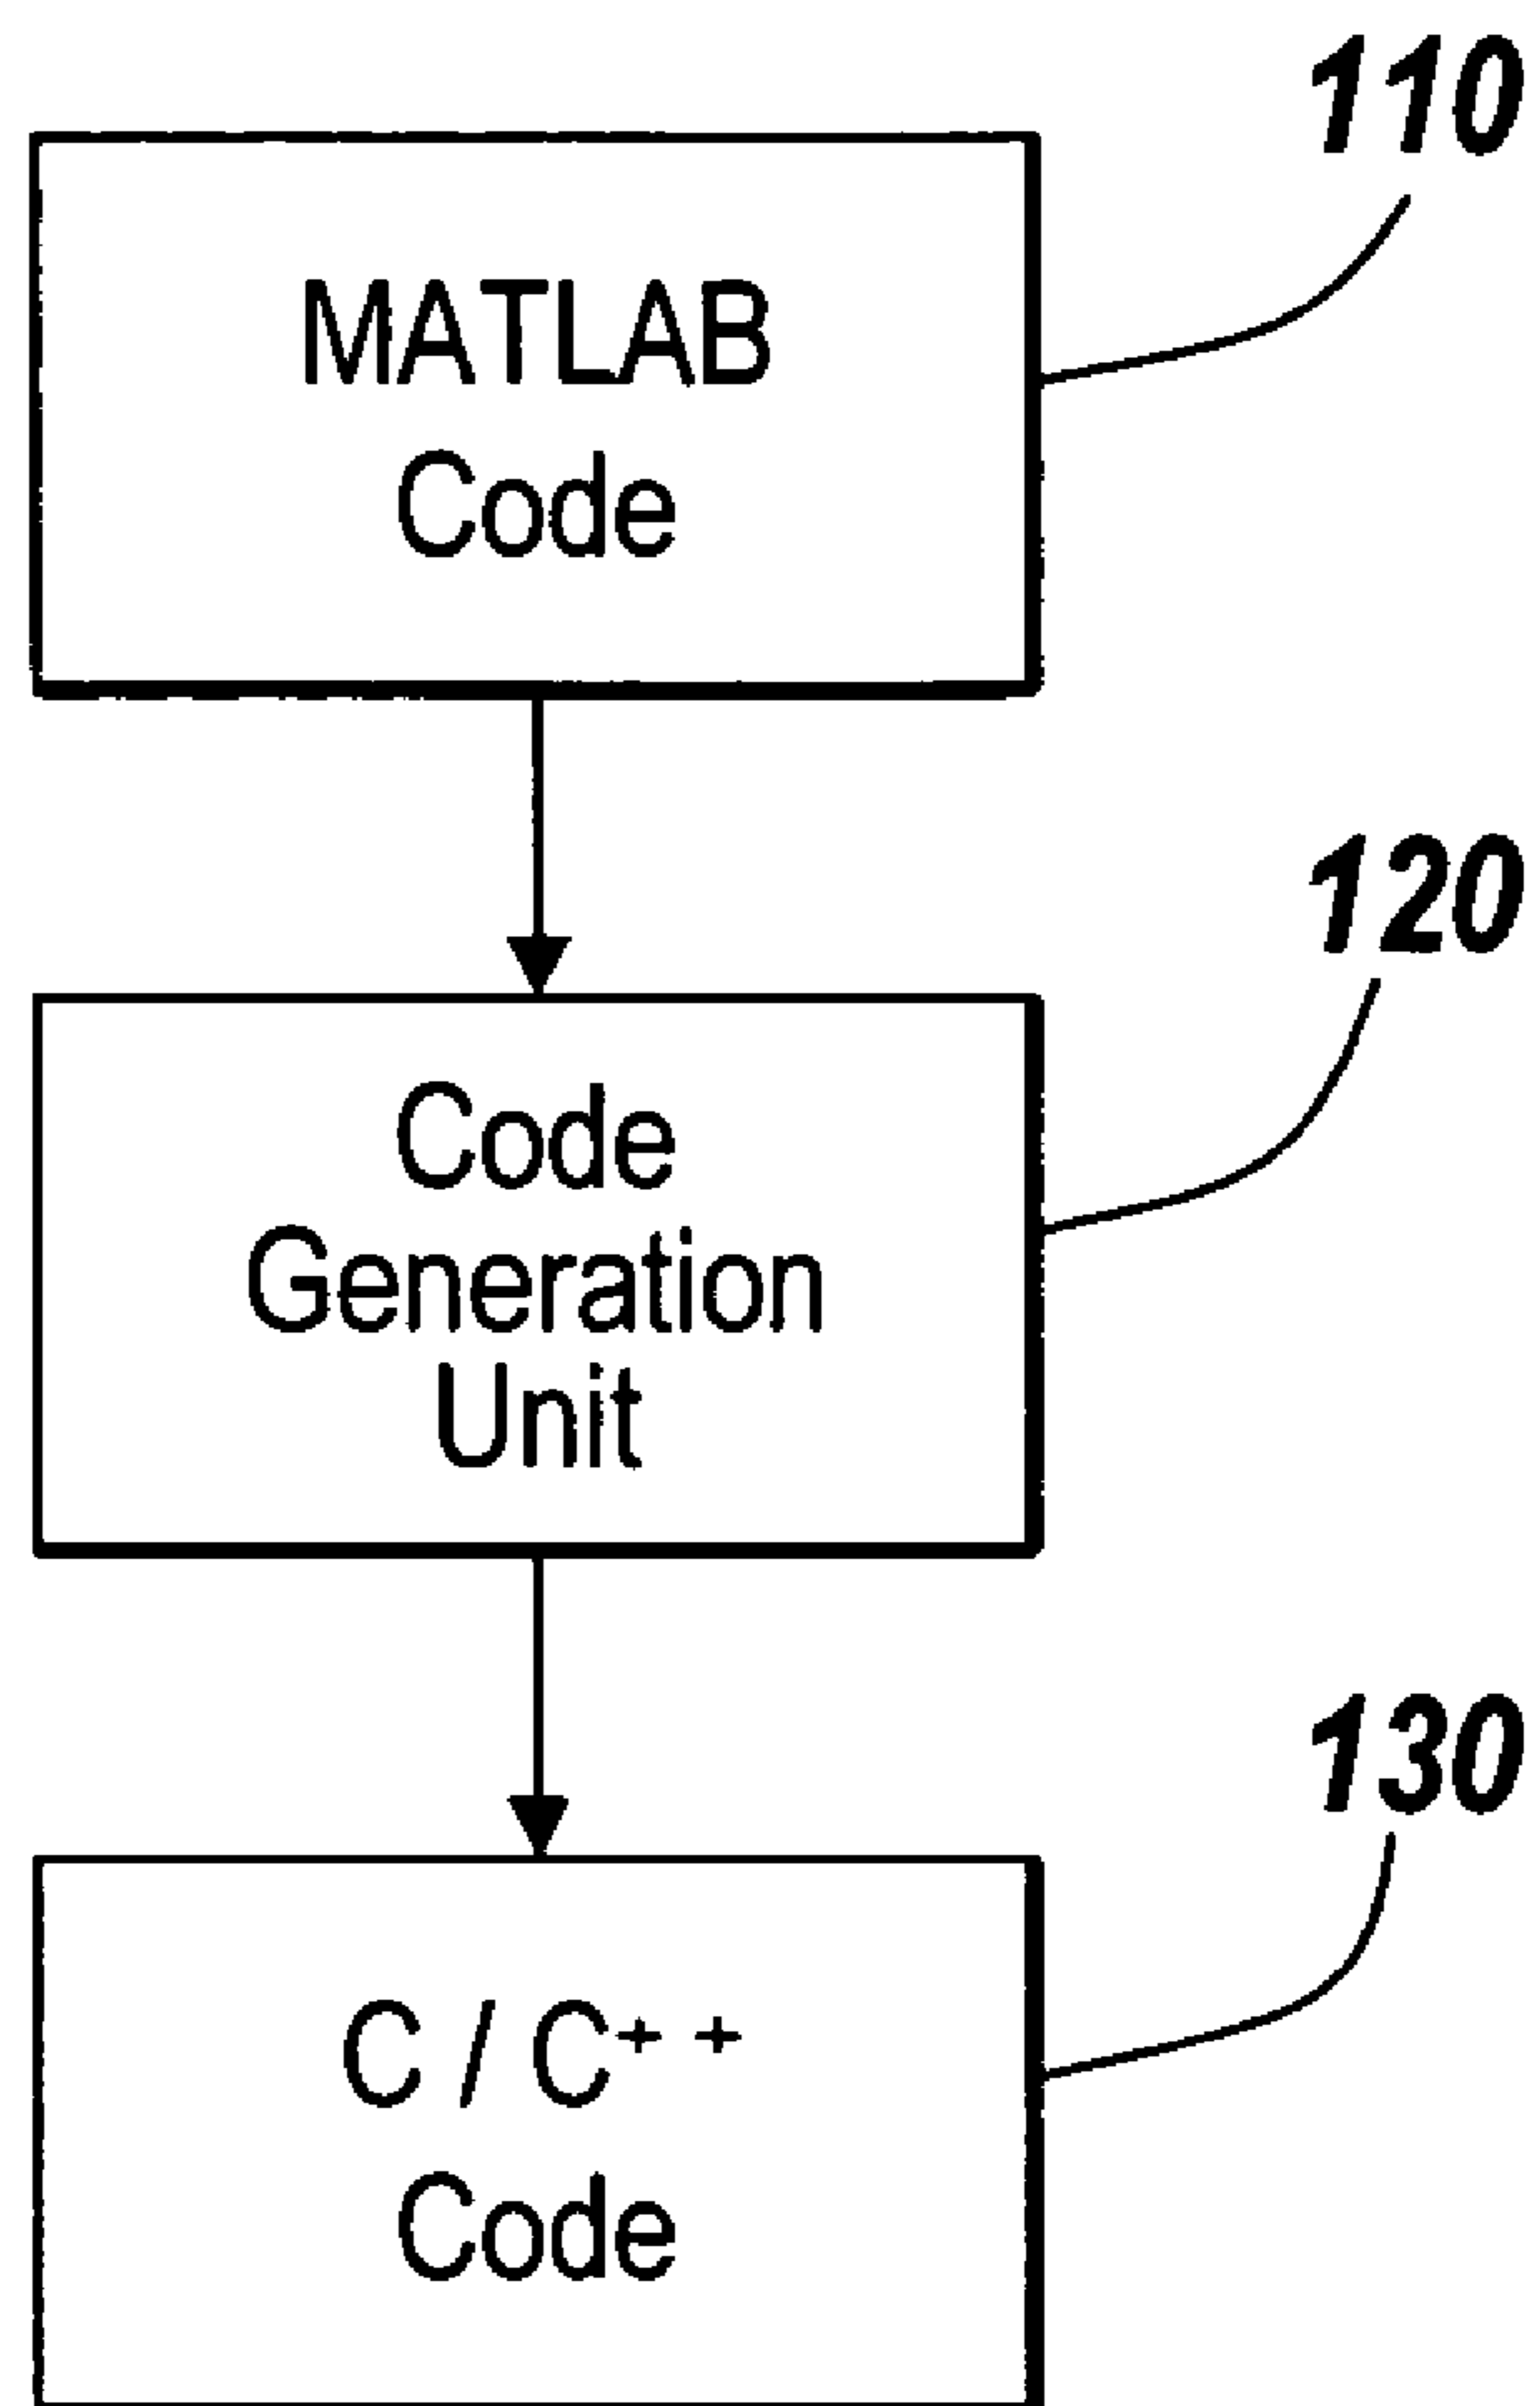 110
MATLAB
Code
120
Code
Generation
Unit
130
C / C++
Code